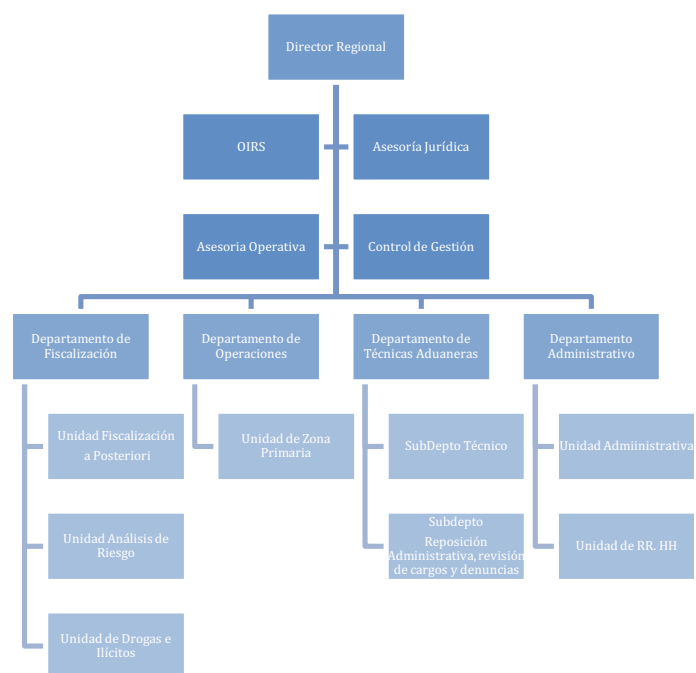 Director Regional
OIRS
Asesoría Jurídica
Asesoría Operativa
Control de Gestión
Departamento de
Fiscalización
Departamento de
Operaciones
Departamento de
Técnicas Aduaneras
Departamento
Administrativo
Unidad Fiscalización
a Posteriori
Unidad de Zona
Primaria
SubDepto Técnico
Unidad Admiinistrativa
Unidad Análisis de
Riesgo
Subdepto
Reposición
Administrativa, revisión
de cargos y denuncias
Unidad de RR. HH
Unidad de Drogas e
Ilícitos